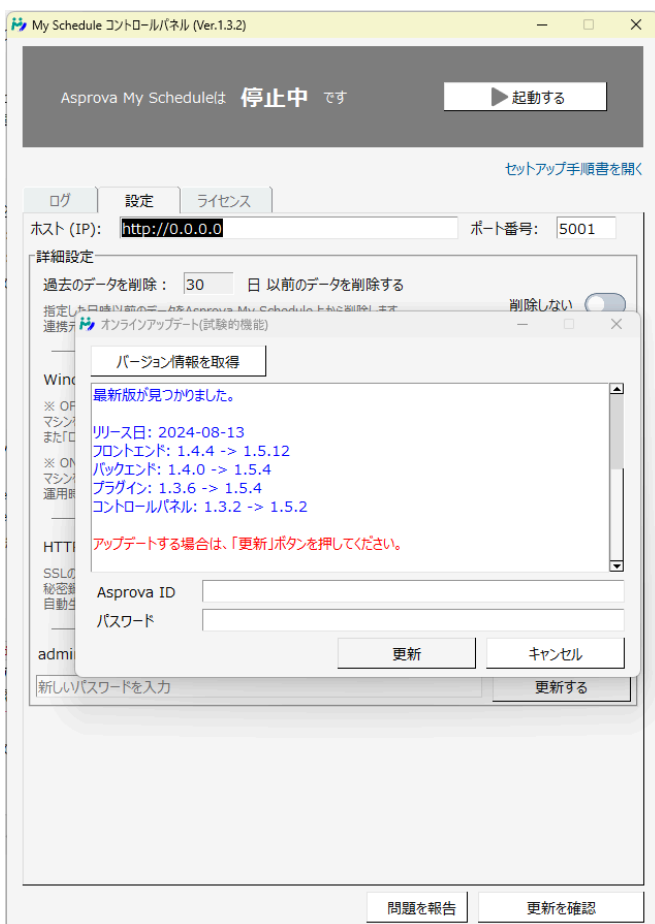 My Schedule コントロールパネル (Ver.1.3.2)
Asprova My Scheduleは 停止中 です
起動する
セットアップ手順書を開く
ログ 設定 ライセンス
ホスト (IP): http://0.0.0.0 ポート番号: 5001
詳細設定
過去のデータを削除 : 30 日 以前のデータを削除する
指定した日時以前のデータをAsprova My Schedule上から削除します
削除しない
連携
オンラインアップデート(試験的機能)
バージョン情報を取得
最新版が見つかりました。
リリース日: 2024-08-13
フロントエンド: 1.4.4 -> 1.5.12
バックエンド: 1.4.0 -> 1.5.4
プラグイン: 1.3.6 -> 1.5.4
コントロールパネル: 1.3.2 -> 1.5.2
アップデートする場合は、「更新」ボタンを押してください。
Asprova ID
パスワード
更新 キャンセル
Wind
※ OF
マシン
また「ロ
※ ON
マシン
運用時
HTTP
SSLの
秘密鍵
自動生
admi
新しいパスワードを入力 更新する
問題を報告 更新を確認